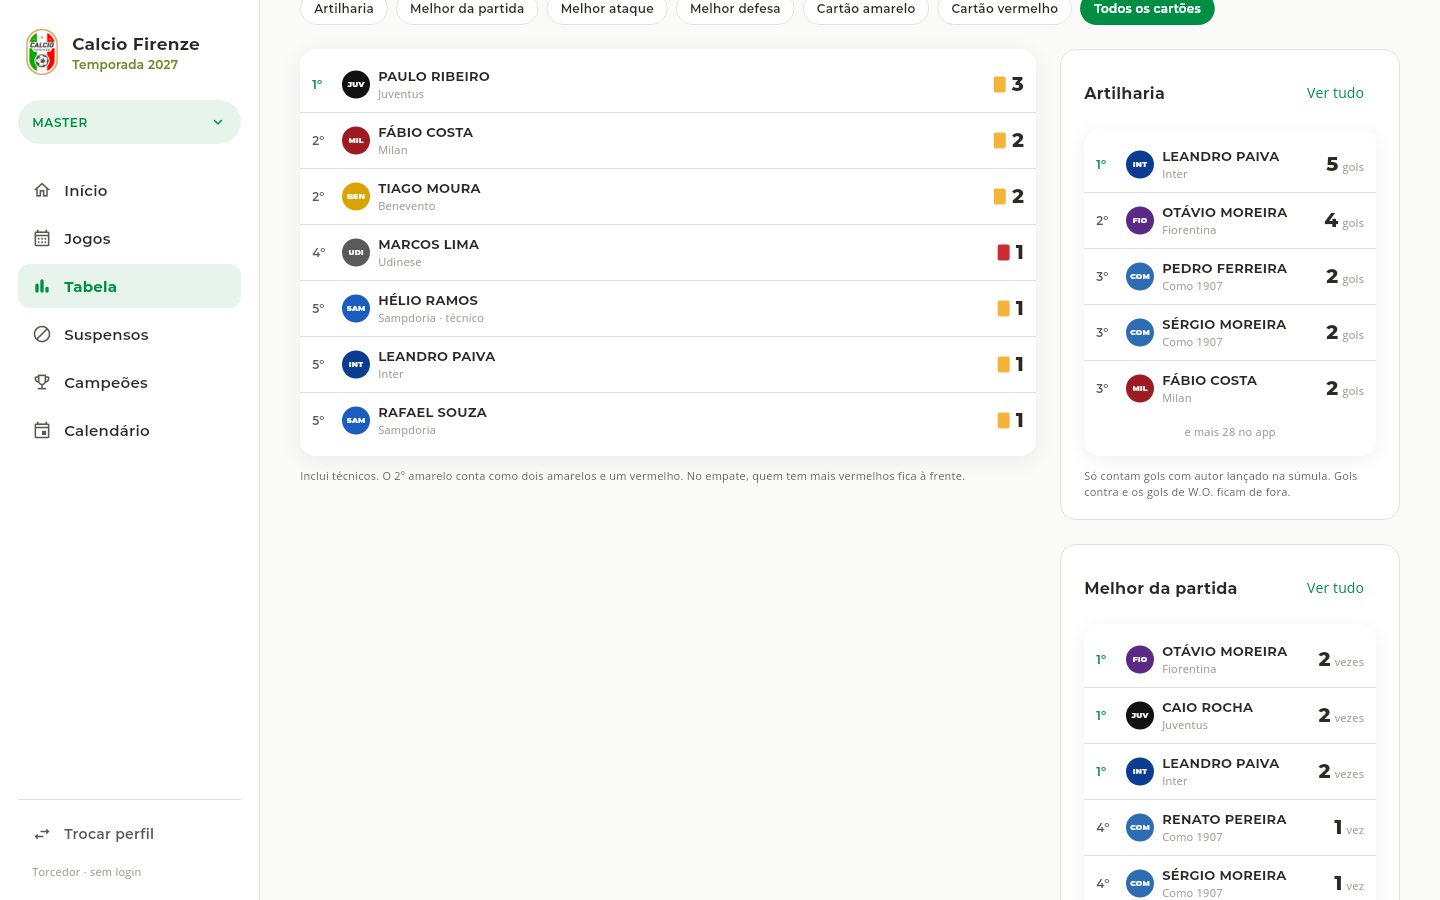 CALCIO
Calcio Firenze
Temporada 2027
MASTER
Início
Jogos
Tabela
Suspensos
Campeões
Calendário
Trocar perfil
Torcedor · sem login
Artilharia
Melhor da partida
Melhor ataque
Melhor defesa
Cartão amarelo
Cartão vermelho
Todos os cartões
1º JUV PAULO RIBEIRO 3
Juventus
2º MIL FÁBIO COSTA 2
Milan
2º BEN TIAGO MOURA 2
Benevento
4º UDI MARCOS LIMA 1
Udinese
5º SAM HÉLIO RAMOS 1
Sampdoria · técnico
5º INT LEANDRO PAIVA 1
Inter
5º SAM RAFAEL SOUZA 1
Sampdoria
Inclui técnicos. O 2º amarelo conta como dois amarelos e um vermelho. No empate, quem tem mais vermelhos fica à frente.
Artilharia Ver tudo
1º INT LEANDRO PAIVA 5 gols
Inter
2º FIO OTÁVIO MOREIRA 4 gols
Fiorentina
3º COM PEDRO FERREIRA 2 gols
Como 1907
3º COM SÉRGIO MOREIRA 2 gols
Como 1907
3º MIL FÁBIO COSTA 2 gols
Milan
e mais 28 no app
Só contam gols com autor lançado na súmula. Gols
contra e os gols de W.O. ficam de fora.
Melhor da partida Ver tudo
1º FIO OTÁVIO MOREIRA 2 vezes
Fiorentina
1º JUV CAIO ROCHA 2 vezes
Juventus
1º INT LEANDRO PAIVA 2 vezes
Inter
4º COM RENATO PEREIRA 1 vez
Como 1907
4º COM SÉRGIO MOREIRA 1 vez
Como 1907